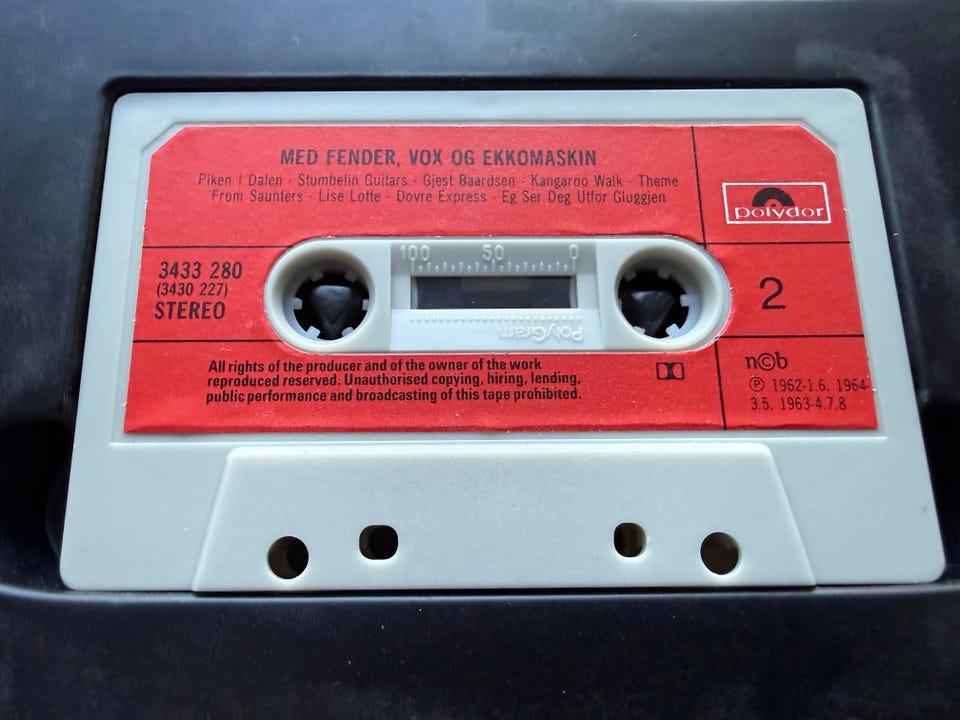 MED FENDER, VOX OG EKKOMASKIN
Piken I Dalen - Stumbelin Guitars - Gjest Baardsen - Kangaroo Walk - Theme
From Saunters - Lise Lotte - Dovre Express - Eg Ser Deg Utfor Gluggjen
polydor
3433 280
(3430 227)
STEREO
100 50 0
PolyGram
2
All rights of the producer and of the owner of the work
reproduced reserved. Unauthorised copying, hiring, lending,
public performance and broadcasting of this tape prohibited.
n©b
℗ 1962-1.6. 1964
3.5. 1963-4.7.8